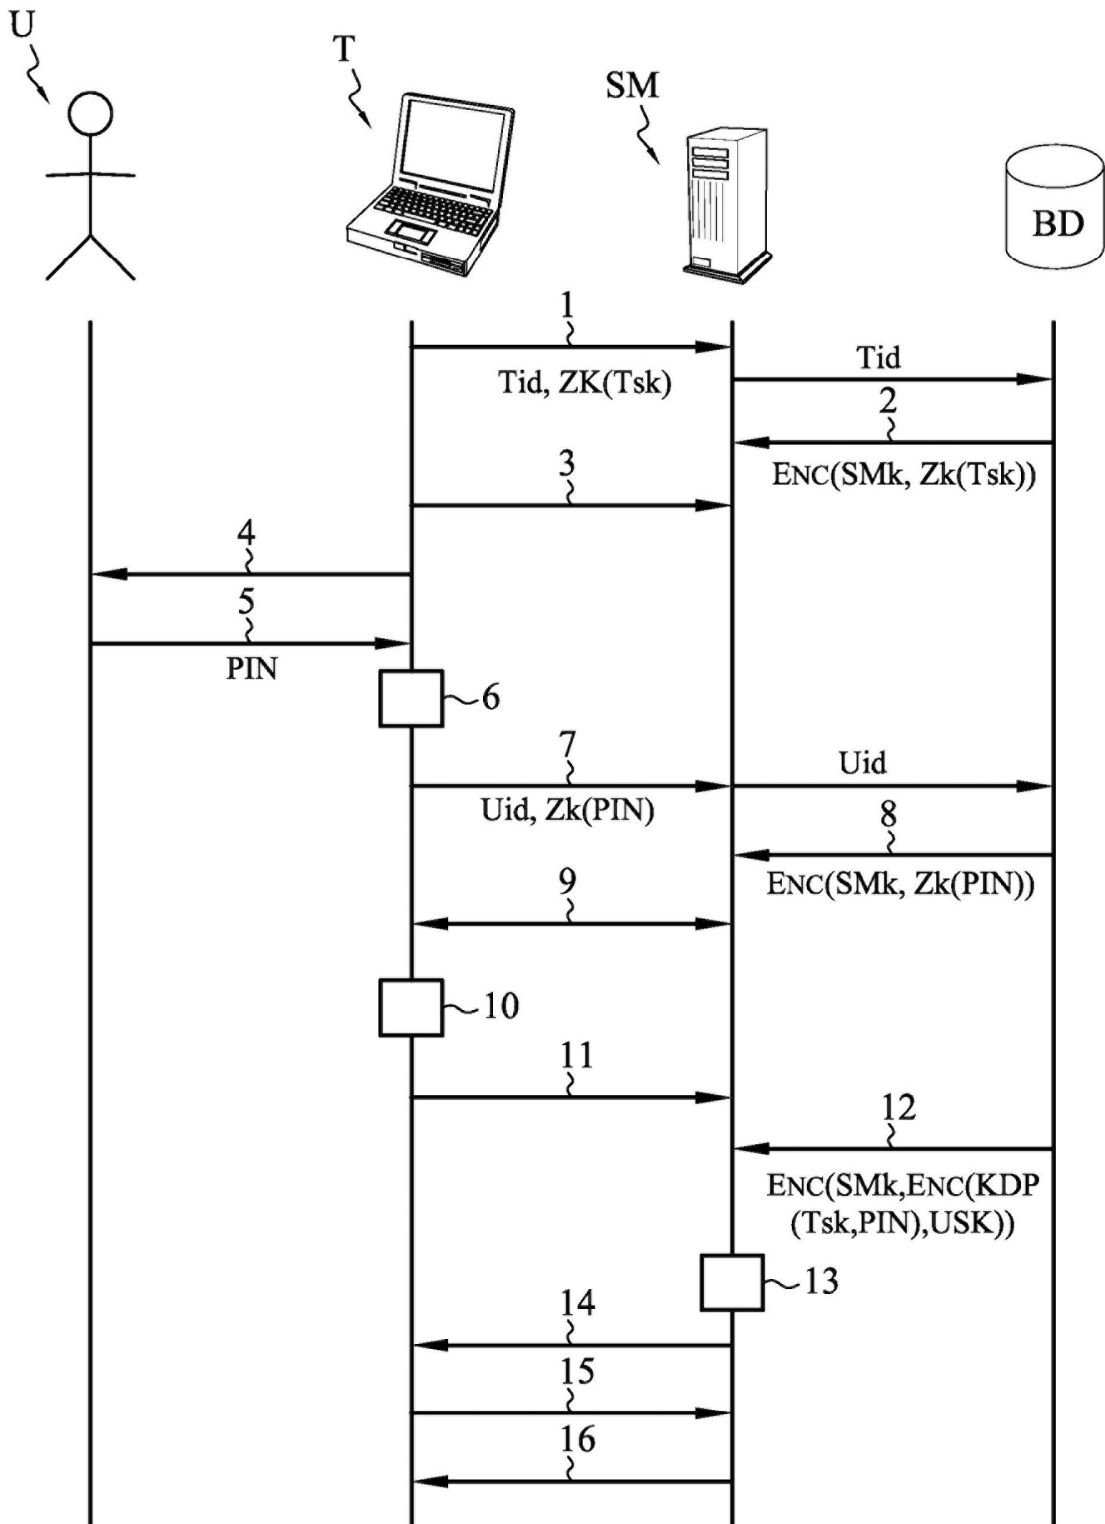 U
T
SM
BD
1
Tid, ZK(Tsk)
Tid
2
ENC(SMk, Zk(Tsk))
3
4
5
PIN
6
7
Uid, Zk(PIN)
Uid
8
ENC(SMk, Zk(PIN))
9
10
11
12
ENC(SMk,ENC(KDP
(Tsk,PIN),USK))
13
14
15
16